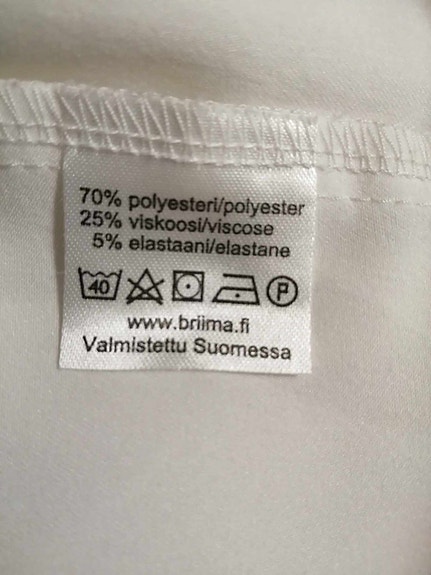 70% polyesteri/polyester
25% viskoosi/viscose
5% elastaani/elastane
40 P
www.briima.fi
Valmistettu Suomessa